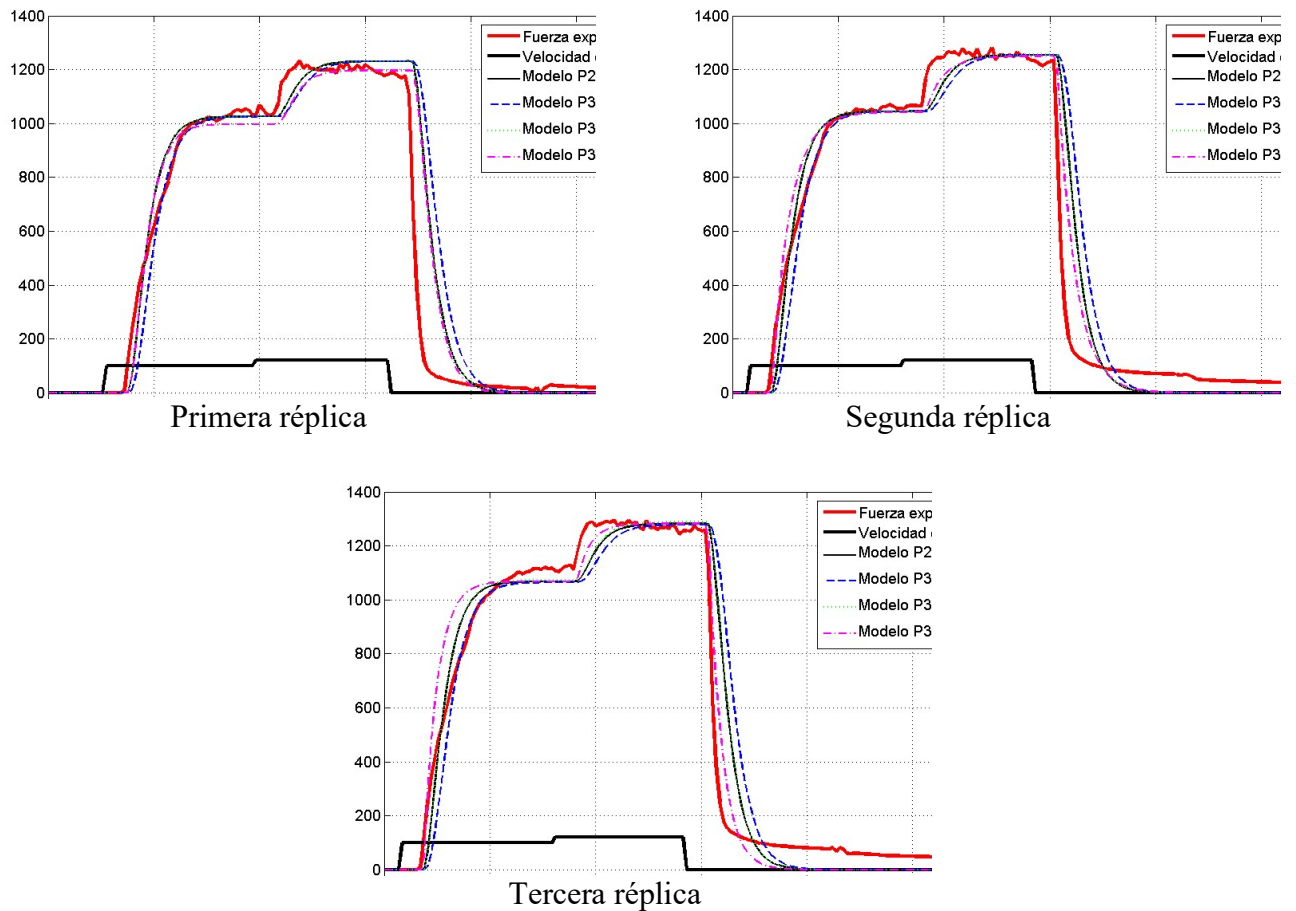 1400
1200
1000
800
600
400
200
0
Fuerza exp
Velocidad
Modelo P2
Modelo P3
Modelo P3
Modelo P3
Primera réplica
1400
1200
1000
800
600
400
200
0
Fuerza exp
Velocidad
Modelo P2
Modelo P3
Modelo P3
Modelo P3
Segunda réplica
1400
1200
1000
800
600
400
200
0
Fuerza exp
Velocidad
Modelo P2
Modelo P3
Modelo P3
Modelo P3
Tercera réplica